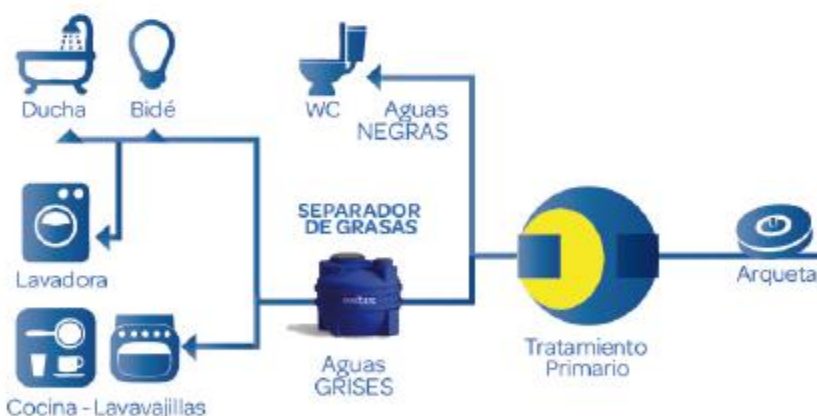 Ducha
Bidé
WC
Aguas
NEGRAS
Lavadora
SEPARADOR
DE GRASAS
Aguas
GRISES
Cocina - Lavavajillas
Tratamiento
Primario
Arqueta